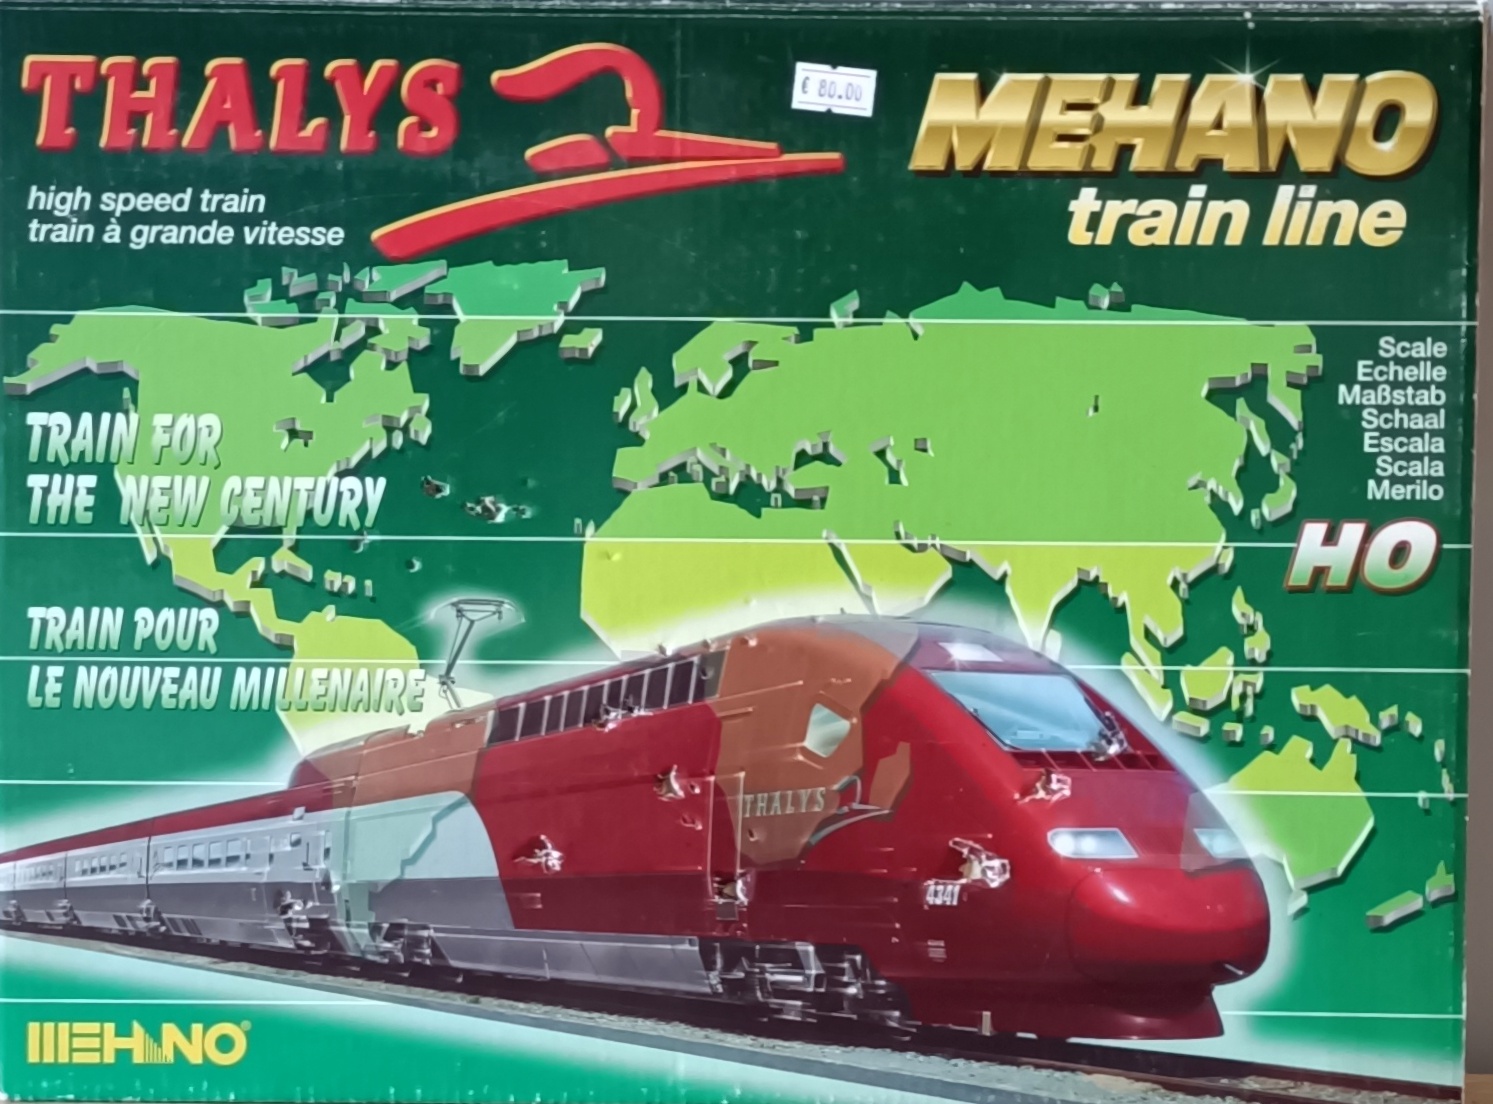 THALYS
€ 80.00
MEHANO
train line
high speed train
train à grande vitesse
Scale
Echelle
Maßstab
Schaal
Escala
Scala
Merilo
HO
TRAIN FOR
THE NEW CENTURY
TRAIN POUR
LE NOUVEAU MILLENAIRE
THALYS
4341
MEHANO®